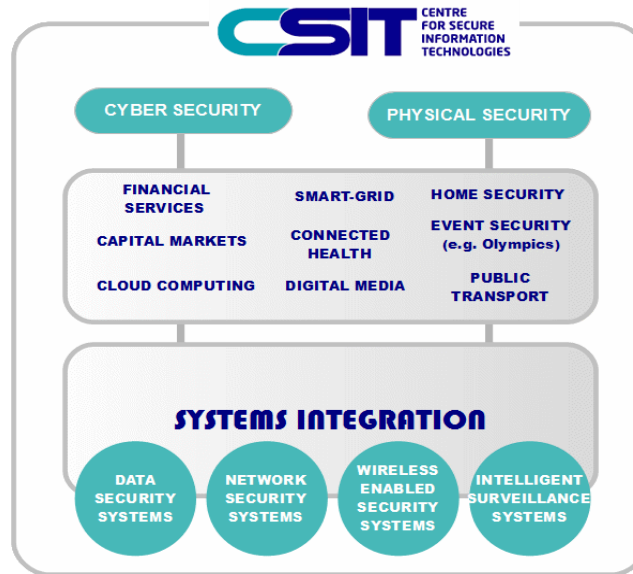 CSIT
CENTRE
FOR SECURE
INFORMATION
TECHNOLOGIES
CYBER SECURITY
PHYSICAL SECURITY
FINANCIAL
SERVICES
SMART-GRID
HOME SECURITY
CAPITAL MARKETS
CONNECTED
HEALTH
EVENT SECURITY
(e.g. Olympics)
CLOUD COMPUTING
DIGITAL MEDIA
PUBLIC
TRANSPORT
SYSTEMS INTEGRATION
DATA
SECURITY
SYSTEMS
NETWORK
SECURITY
SYSTEMS
WIRELESS
ENABLED
SECURITY
SYSTEMS
INTELLIGENT
SURVEILLANCE
SYSTEMS